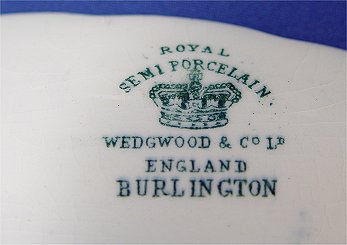 ROYAL
SEMI PORCELAIN.
WEDGWOOD & Cº Lᴰ
ENGLAND
BURLINGTON